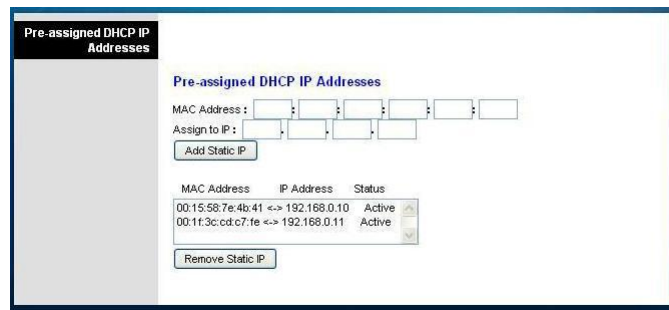 Pre-assigned DHCP IP
Addresses
Pre-assigned DHCP IP Addresses
MAC Address : : : : : :
Assign to IP : . . .
Add Static IP
MAC Address IP Address Status
00:15:58:7e:4b:41 <-> 192.168.0.10 Active
00:1f:3c:cd:c7:fe <-> 192.168.0.11 Active
Remove Static IP